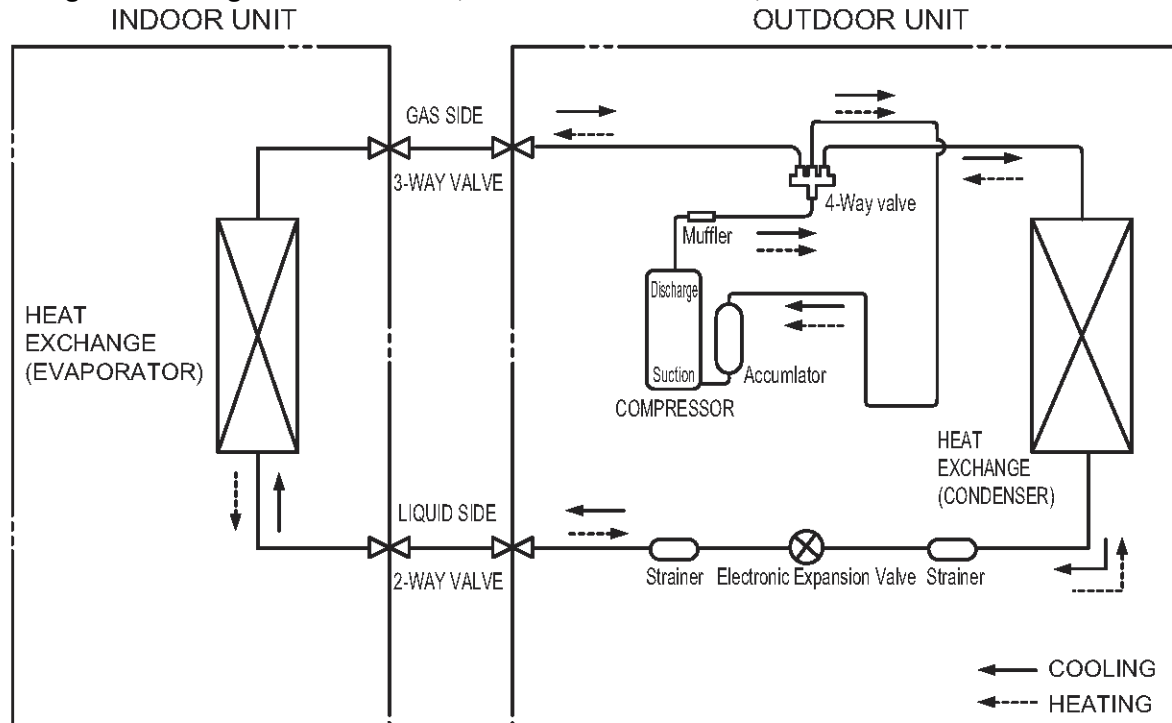 INDOOR UNIT
OUTDOOR UNIT
GAS SIDE
3-WAY VALVE
4-Way valve
Muffler
Discharge
HEAT
EXCHANGE
(EVAPORATOR)
Suction
Accumlator
COMPRESSOR
HEAT
EXCHANGE
(CONDENSER)
LIQUID SIDE
2-WAY VALVE
Strainer
Electronic Expansion Valve
Strainer
COOLING
HEATING